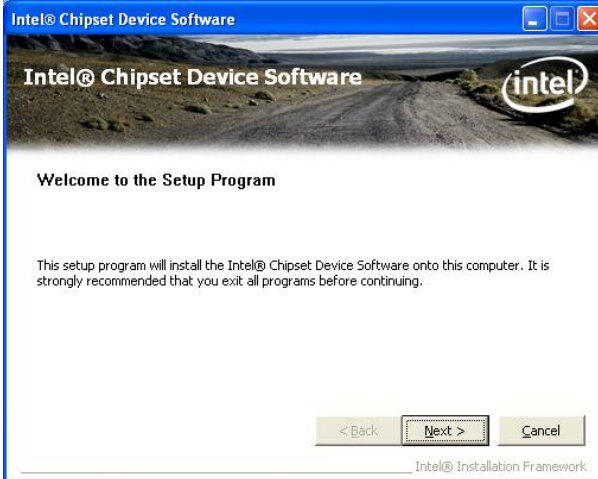 Intel® Chipset Device Software
Intel® Chipset Device Software
intel
Welcome to the Setup Program
This setup program will install the Intel® Chipset Device Software onto this computer. It is
strongly recommended that you exit all programs before continuing.
< Back
Next >
Cancel
Intel® Installation Framework